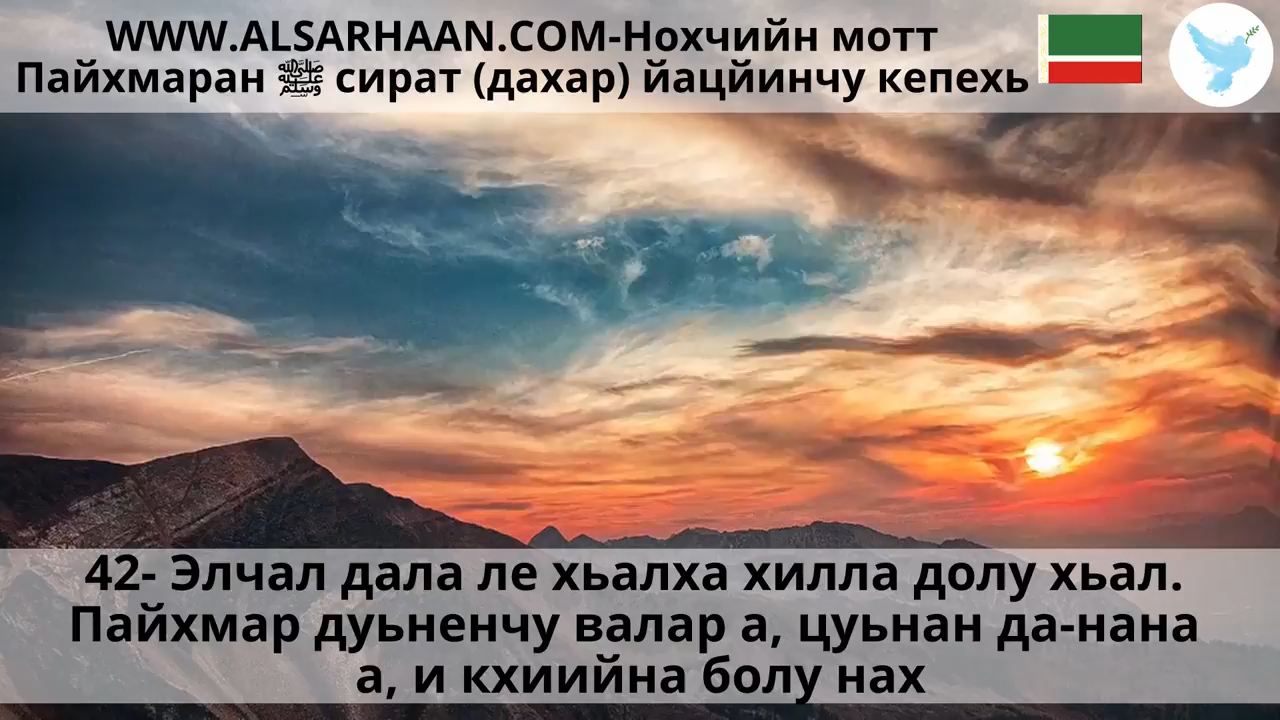 WWW.ALSARHAAN.COM-Нохчийн мотт
Пайхмаран ﷺ сират (дахар) йацйинчу кепехь
42- Элчал дала ле хьалха хилла долу хьал.
Пайхмар дуьненчу валар а, цуьнан да-нана
а, и кхиийна болу нах